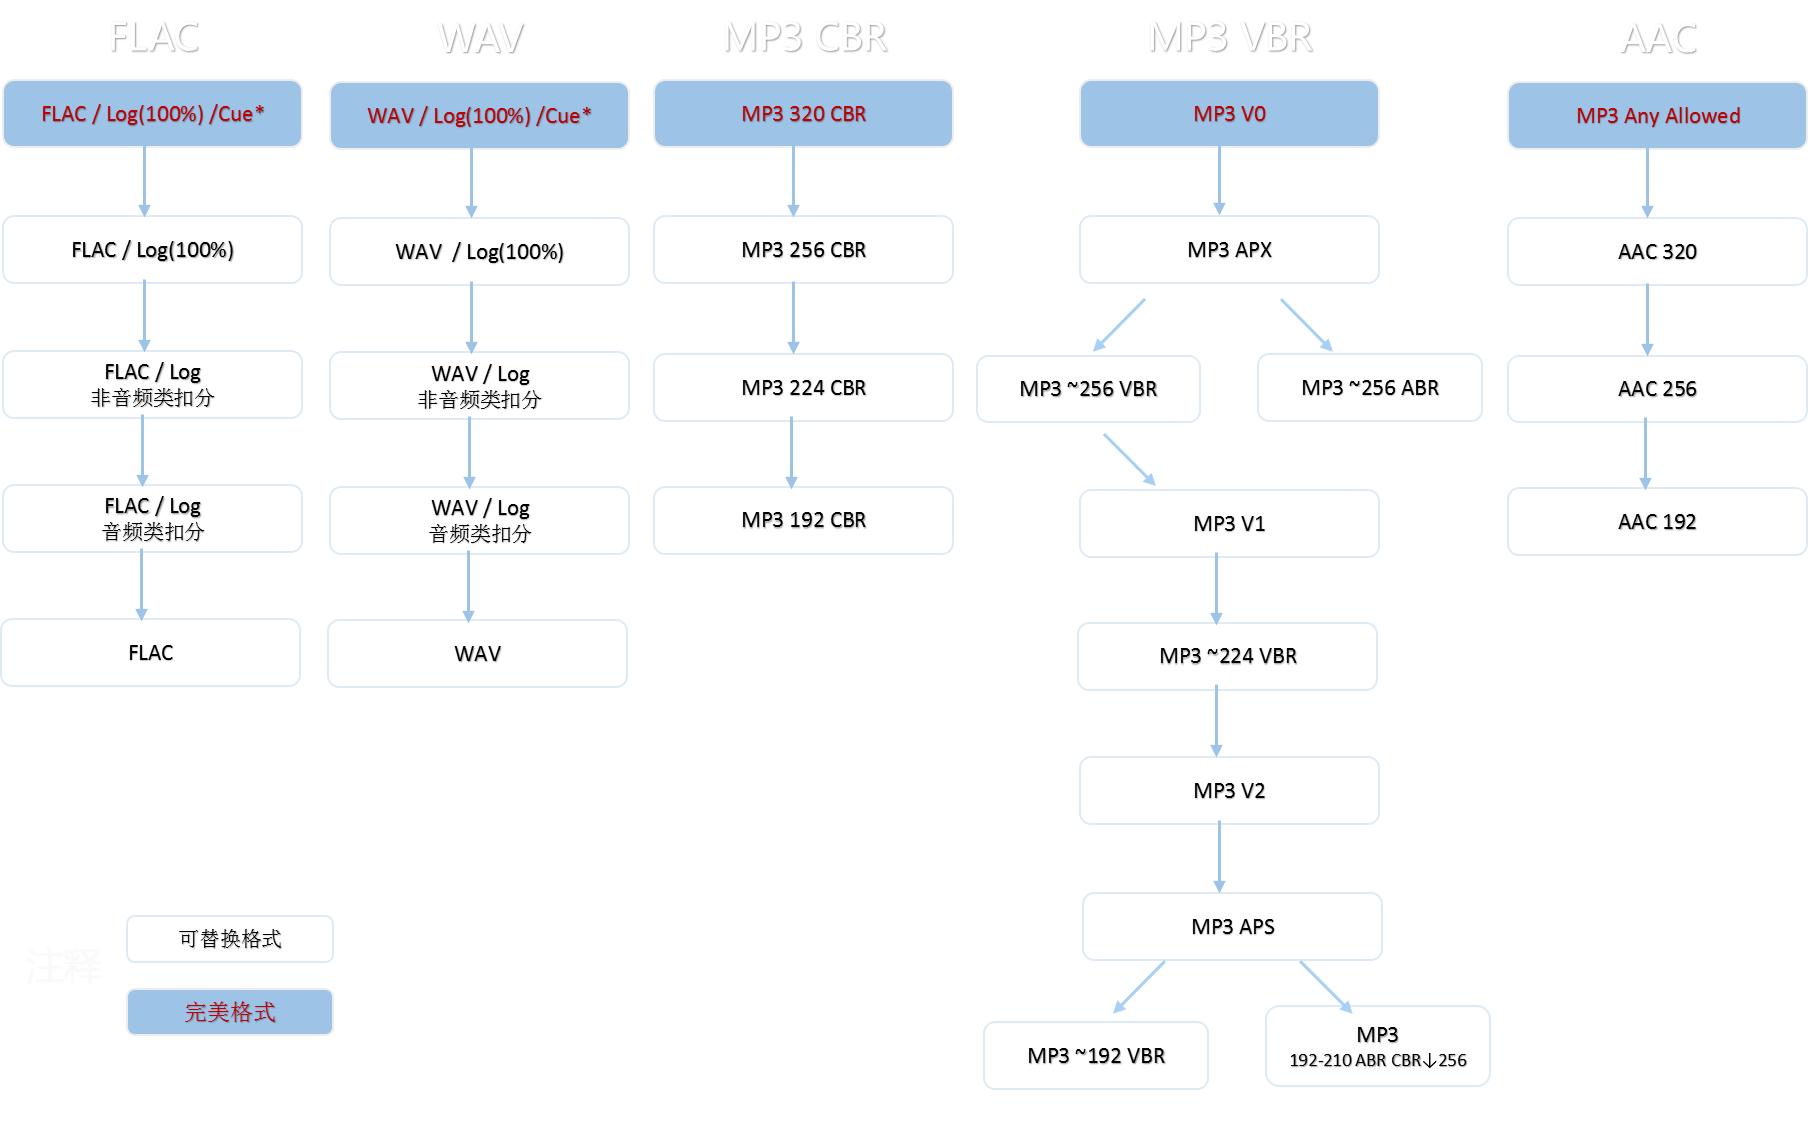 FLAC
WAV
MP3 CBR
MP3 VBR
AAC
FLAC / Log(100%) /Cue*
WAV / Log(100%) /Cue*
MP3 320 CBR
MP3 V0
MP3 Any Allowed
FLAC / Log(100%)
WAV / Log(100%)
MP3 256 CBR
MP3 APX
AAC 320
FLAC / Log
非音频类扣分
WAV / Log
非音频类扣分
MP3 224 CBR
MP3 ~256 VBR
MP3 ~256 ABR
AAC 256
FLAC / Log
音频类扣分
WAV / Log
音频类扣分
MP3 192 CBR
MP3 V1
AAC 192
FLAC
WAV
MP3 ~224 VBR
MP3 V2
MP3 APS
MP3 ~192 VBR
MP3
192-210 ABR CBR↓256
注释
可替换格式
完美格式